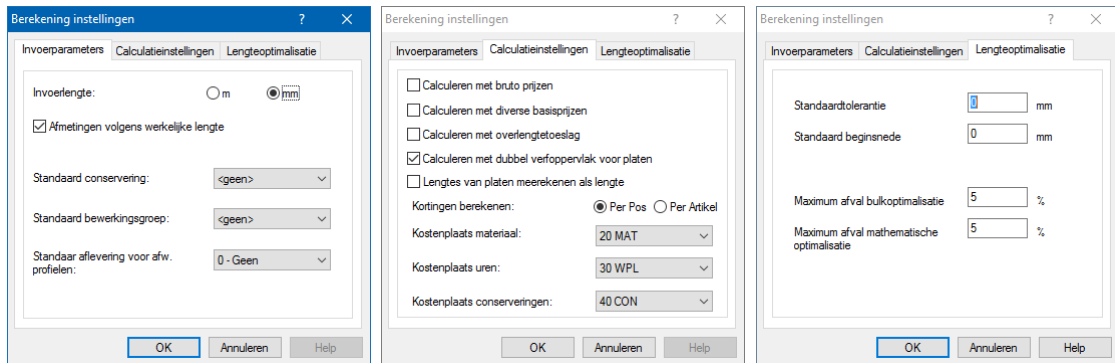 Berekening instellingen
?
Invoerparameters Calculatieinstellingen Lengteoptimalisatie
Invoerlengte: m mm
Afmetingen volgens werkelijke lengte
Standaard conservering: <geen>
Standaard bewerkingsgroep: <geen>
Standaar aflevering voor afw. 0 - Geen
profielen:
OK Annuleren Help
Berekening instellingen
?
Invoerparameters Calculatieinstellingen Lengteoptimalisatie
Calculeren met bruto prijzen
Calculeren met diverse basisprijzen
Calculeren met overlengtetoeslag
Calculeren met dubbel verfoppervlak voor platen
Lengtes van platen meerekenen als lengte
Kortingen berekenen: Per Pos Per Artikel
Kostenplaats materiaal: 20 MAT
Kostenplaats uren: 30 WPL
Kostenplaats conserveringen: 40 CON
OK Annuleren Help
Berekening instellingen
?
Invoerparameters Calculatieinstellingen Lengteoptimalisatie
Standaardtolerantie 0 mm
Standaard beginsnede 0 mm
Maximum afval bulkoptimalisatie 5 %
Maximum afval mathematische 5 %
optimalisatie
OK Annuleren Help